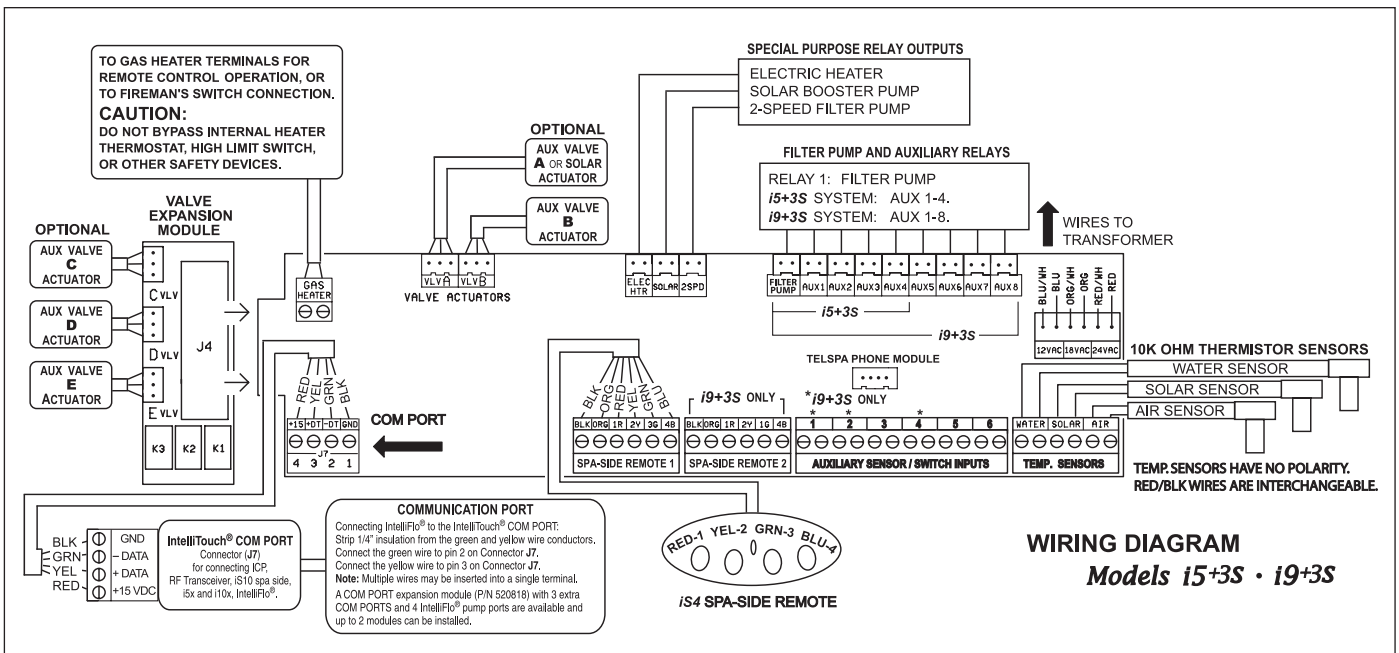 TO GAS HEATER TERMINALS FOR
REMOTE CONTROL OPERATION, OR
TO FIREMAN'S SWITCH CONNECTION.
CAUTION:
DO NOT BYPASS INTERNAL HEATER
THERMOSTAT, HIGH LIMIT SWITCH,
OR OTHER SAFETY DEVICES.
SPECIAL PURPOSE RELAY OUTPUTS
ELECTRIC HEATER
SOLAR BOOSTER PUMP
2-SPEED FILTER PUMP
OPTIONAL
AUX VALVE
A OR SOLAR
ACTUATOR
AUX VALVE
B
ACTUATOR
FILTER PUMP AND AUXILIARY RELAYS
RELAY 1: FILTER PUMP
i5+3S SYSTEM: AUX 1-4.
i9+3S SYSTEM: AUX 1-8.
WIRES TO
TRANSFORMER
VALVE
EXPANSION
MODULE
OPTIONAL
AUX VALVE
C
ACTUATOR
AUX VALVE
D
ACTUATOR
AUX VALVE
E
ACTUATOR
C VLV
D VLV
E VLV
J4
K3 K2 K1
GAS
HEATER
VLVA VLVB
VALVE ACTUATORS
ELEC
HTR
SOLAR
2SPD
FILTER
PUMP
AUX1 AUX2 AUX3 AUX4 AUX5 AUX6 AUX7 AUX8
i5+3S
i9+3S
BLU/WH
BLU
ORG/WH
ORG
RED/WH
RED
12VAC 18VAC 24VAC
10K OHM THERMISTOR SENSORS
WATER SENSOR
SOLAR SENSOR
AIR SENSOR
TEMP. SENSORS HAVE NO POLARITY.
RED/BLK WIRES ARE INTERCHANGEABLE.
TELSPA PHONE MODULE
*i9+3S ONLY
RED YEL GRN BLK
+15 +DT -DT GND
J7
4 3 2 1
COM PORT
BLK ORG RED YEL GRN BLU
BLK ORG 1R 2Y 3G 4B
SPA-SIDE REMOTE 1
i9+3S ONLY
BLK ORG 1R 2Y 1G 4B
SPA-SIDE REMOTE 2
* * *
1 2 3 4 5 6
AUXILIARY SENSOR / SWITCH INPUTS
WATER SOLAR AIR
TEMP. SENSORS
BLK GND
GRN – DATA
YEL + DATA
RED +15 VDC
IntelliTouch® COM PORT
Connector (J7)
for connecting ICP,
RF Transceiver, iS10 spa side,
i5x and i10x, IntelliFlo®.
COMMUNICATION PORT
Connecting IntelliFlo® to the IntelliTouch® COM PORT:
Strip 1/4" insulation from the green and yellow wire conductors.
Connect the green wire to pin 2 on Connector J7.
Connect the yellow wire to pin 3 on Connector J7.
Note: Multiple wires may be inserted into a single terminal.
A COM PORT expansion module (P/N 520818) with 3 extra
COM PORTS and 4 IntelliFlo® pump ports are available and
up to 2 modules can be installed.
RED-1 YEL-2 GRN-3 BLU-4
iS4 SPA-SIDE REMOTE
WIRING DIAGRAM
Models i5+3S · i9+3S